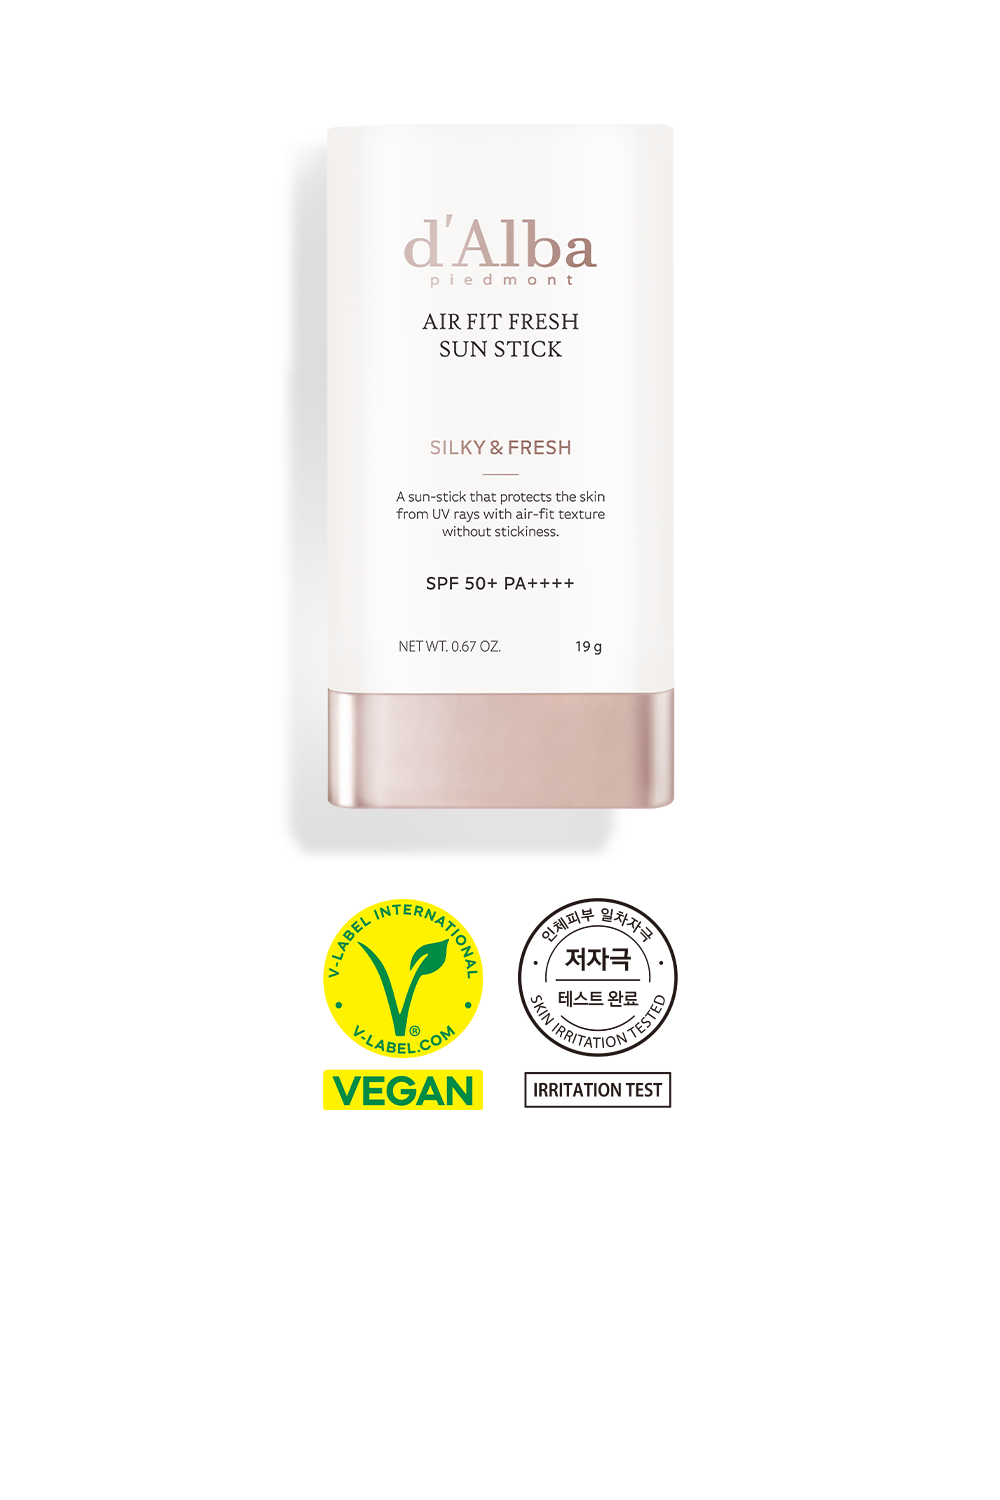 d'Alba
piedmont
AIR FIT FRESH
SUN STICK
SILKY & FRESH
A sun-stick that protects the skin
from UV rays with air-fit texture
without stickiness.
SPF 50+ PA++++
NET WT. 0.67 OZ. 19 g
V-LABEL INTERNATIONAL
V-LABEL.COM
®
VEGAN
인체피부 일차자극
저자극
테스트 완료
SKIN IRRITATION TESTED
IRRITATION TEST